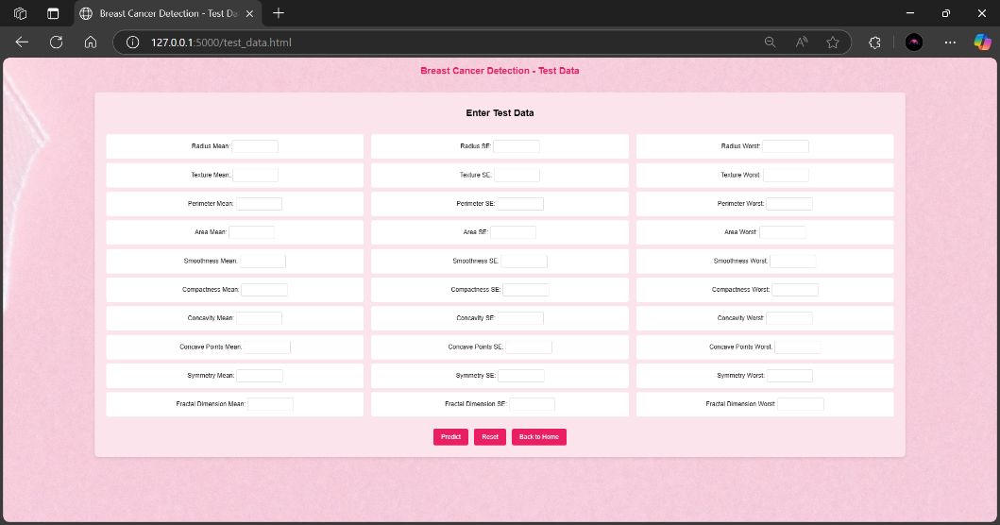 Breast Cancer Detection - Test Da
127.0.0.1:5000/test_data.html
Breast Cancer Detection - Test Data
Enter Test Data
Radius Mean: Radius SE: Radius Worst:
Texture Mean: Texture SE: Texture Worst:
Perimeter Mean: Perimeter SE: Perimeter Worst:
Area Mean: Area SE: Area Worst:
Smoothness Mean: Smoothness SE: Smoothness Worst:
Compactness Mean: Compactness SE: Compactness Worst:
Concavity Mean: Concavity SE: Concavity Worst:
Concave Points Mean: Concave Points SE: Concave Points Worst:
Symmetry Mean: Symmetry SE: Symmetry Worst:
Fractal Dimension Mean: Fractal Dimension SE: Fractal Dimension Worst:
Predict Reset Back to Home